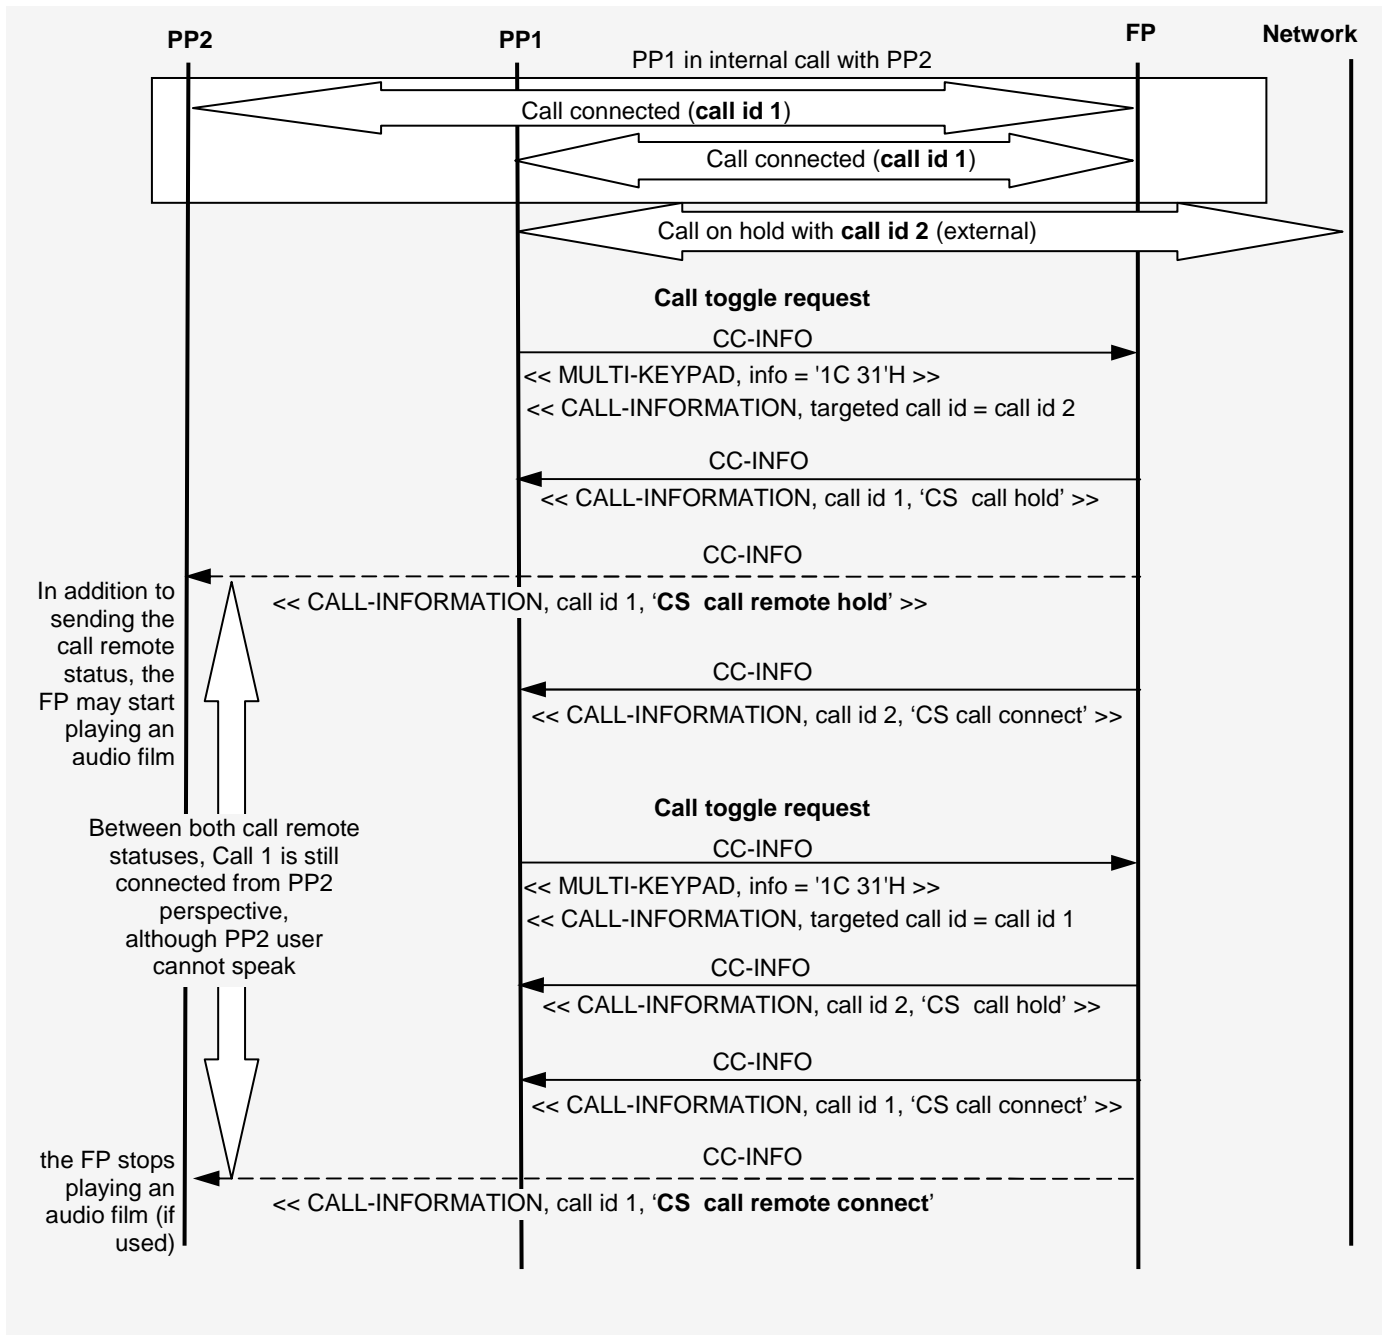 PP2
PP1
FP
Network
PP1 in internal call with PP2
Call connected (call id 1)
Call connected (call id 1)
Call on hold with call id 2 (external)
Call toggle request
CC-INFO
<< MULTI-KEYPAD, info = '1C 31'H >>
<< CALL-INFORMATION, targeted call id = call id 2
CC-INFO
<< CALL-INFORMATION, call id 1, ‘CS  call hold’ >>
CC-INFO
<< CALL-INFORMATION, call id 1, ‘CS  call remote hold’ >>
In addition to
sending the
call remote
status, the
FP may start
playing an
audio film
CC-INFO
<< CALL-INFORMATION, call id 2, ‘CS call connect’ >>
Call toggle request
Between both call remote
statuses, Call 1 is still
connected from PP2
perspective,
although PP2 user
cannot speak
CC-INFO
<< MULTI-KEYPAD, info = '1C 31'H >>
<< CALL-INFORMATION, targeted call id = call id 1
CC-INFO
<< CALL-INFORMATION, call id 2, ‘CS  call hold’ >>
CC-INFO
<< CALL-INFORMATION, call id 1, ‘CS call connect’ >>
CC-INFO
<< CALL-INFORMATION, call id 1, ‘CS  call remote connect’
the FP stops
playing an
audio film (if
used)